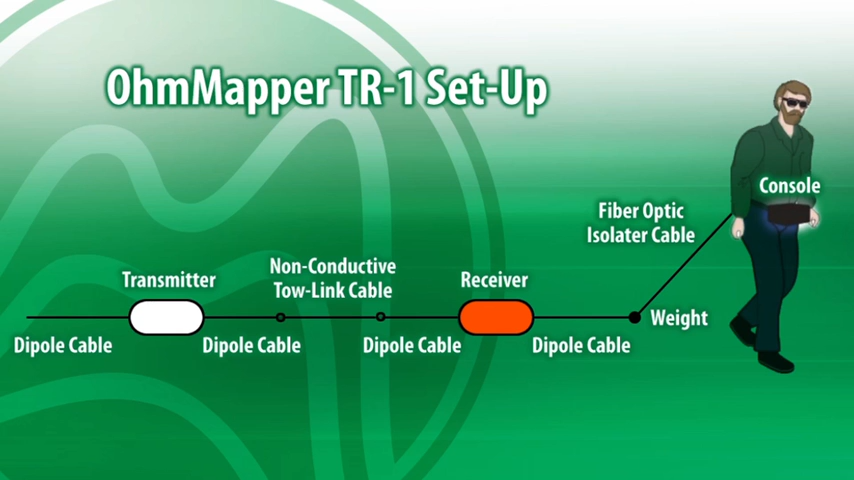 OhmMapper TR-1 Set-Up
Console
Fiber Optic
Isolater Cable
Transmitter
Non-Conductive
Tow-Link Cable
Receiver
Weight
Dipole Cable
Dipole Cable
Dipole Cable
Dipole Cable